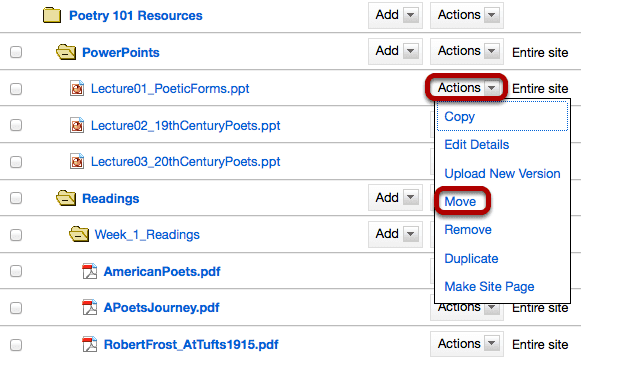 Poetry 101 Resources Add Actions
PowerPoints Add Actions Entire site
Lecture01_PoeticForms.ppt Actions Entire site
Copy
Lecture02_19thCenturyPoets.ppt
Edit Details
Lecture03_20thCenturyPoets.ppt
Upload New Version
Readings Add
Move
Remove
Week_1_Readings Add
Duplicate
AmericanPoets.pdf
Make Site Page
APoetsJourney.pdf Actions Entire site
RobertFrost_AtTufts1915.pdf Actions Entire site